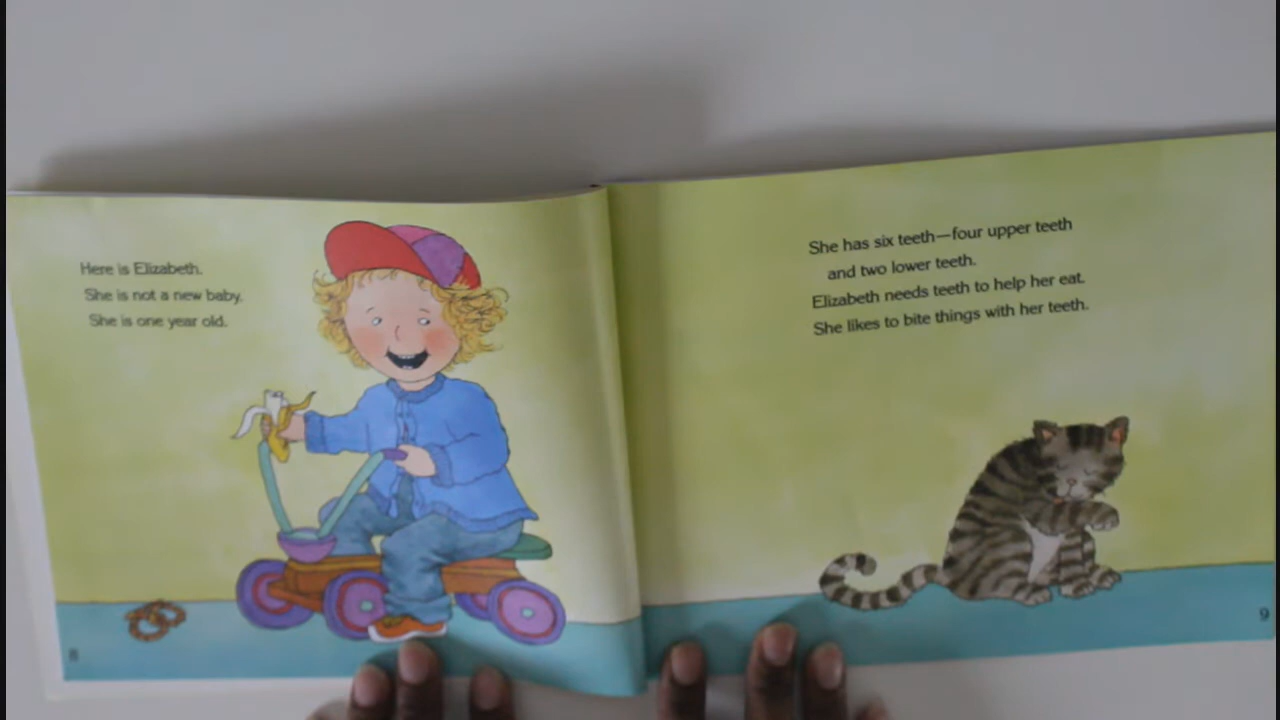 Here is Elizabeth.
She is not a new baby.
She is one year old.
8
She has six teeth—four upper teeth
and two lower teeth.
Elizabeth needs teeth to help her eat.
She likes to bite things with her teeth.
9